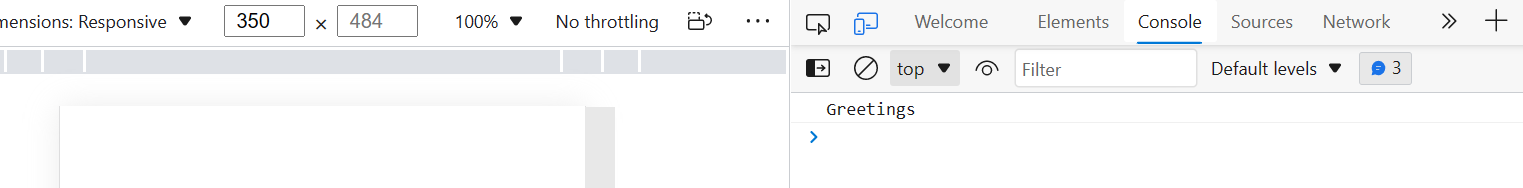 mensions: Responsive 350 × 484 100% No throttling
Welcome Elements Console Sources Network
top Filter Default levels 3
Greetings